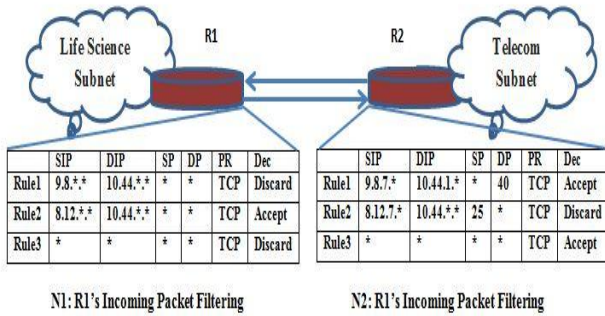 Life Science
Subnet
R1
R2
Telecom
Subnet
SIP DIP SP DP PR Dec
Rule1 9.8.*.* 10.44.*.* * * TCP Discard
Rule2 8.12.*.* 10.44.*.* * * TCP Accept
Rule3 * * * * TCP Discard
SIP DIP SP DP PR Dec
Rule1 9.8.7.* 10.44.1.* * 40 TCP Accept
Rule2 8.12.7.* 10.44.*.* 25 * TCP Discard
Rule3 * * * * TCP Accept
N1: R1's Incoming Packet Filtering
N2: R1's Incoming Packet Filtering